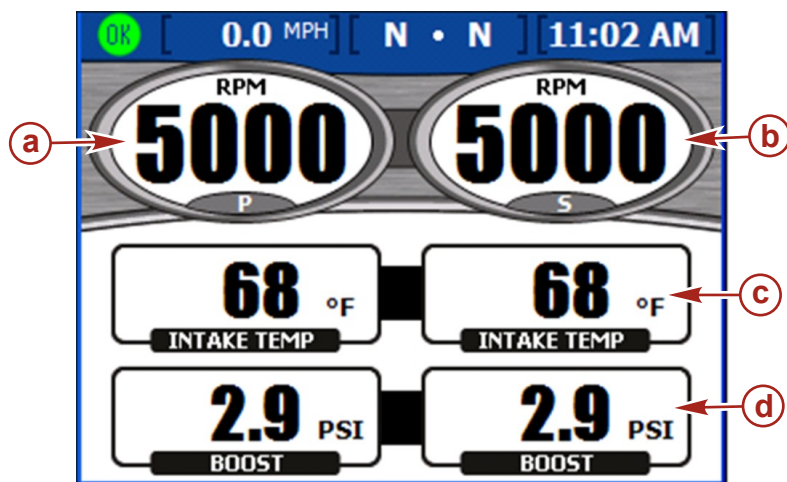 OK [ 0.0 MPH ] [ N • N ] [ 11:02 AM ]
RPM RPM
a 5000 5000 b
P S
68 °F 68 °F c
INTAKE TEMP INTAKE TEMP
2.9 PSI 2.9 PSI d
BOOST BOOST